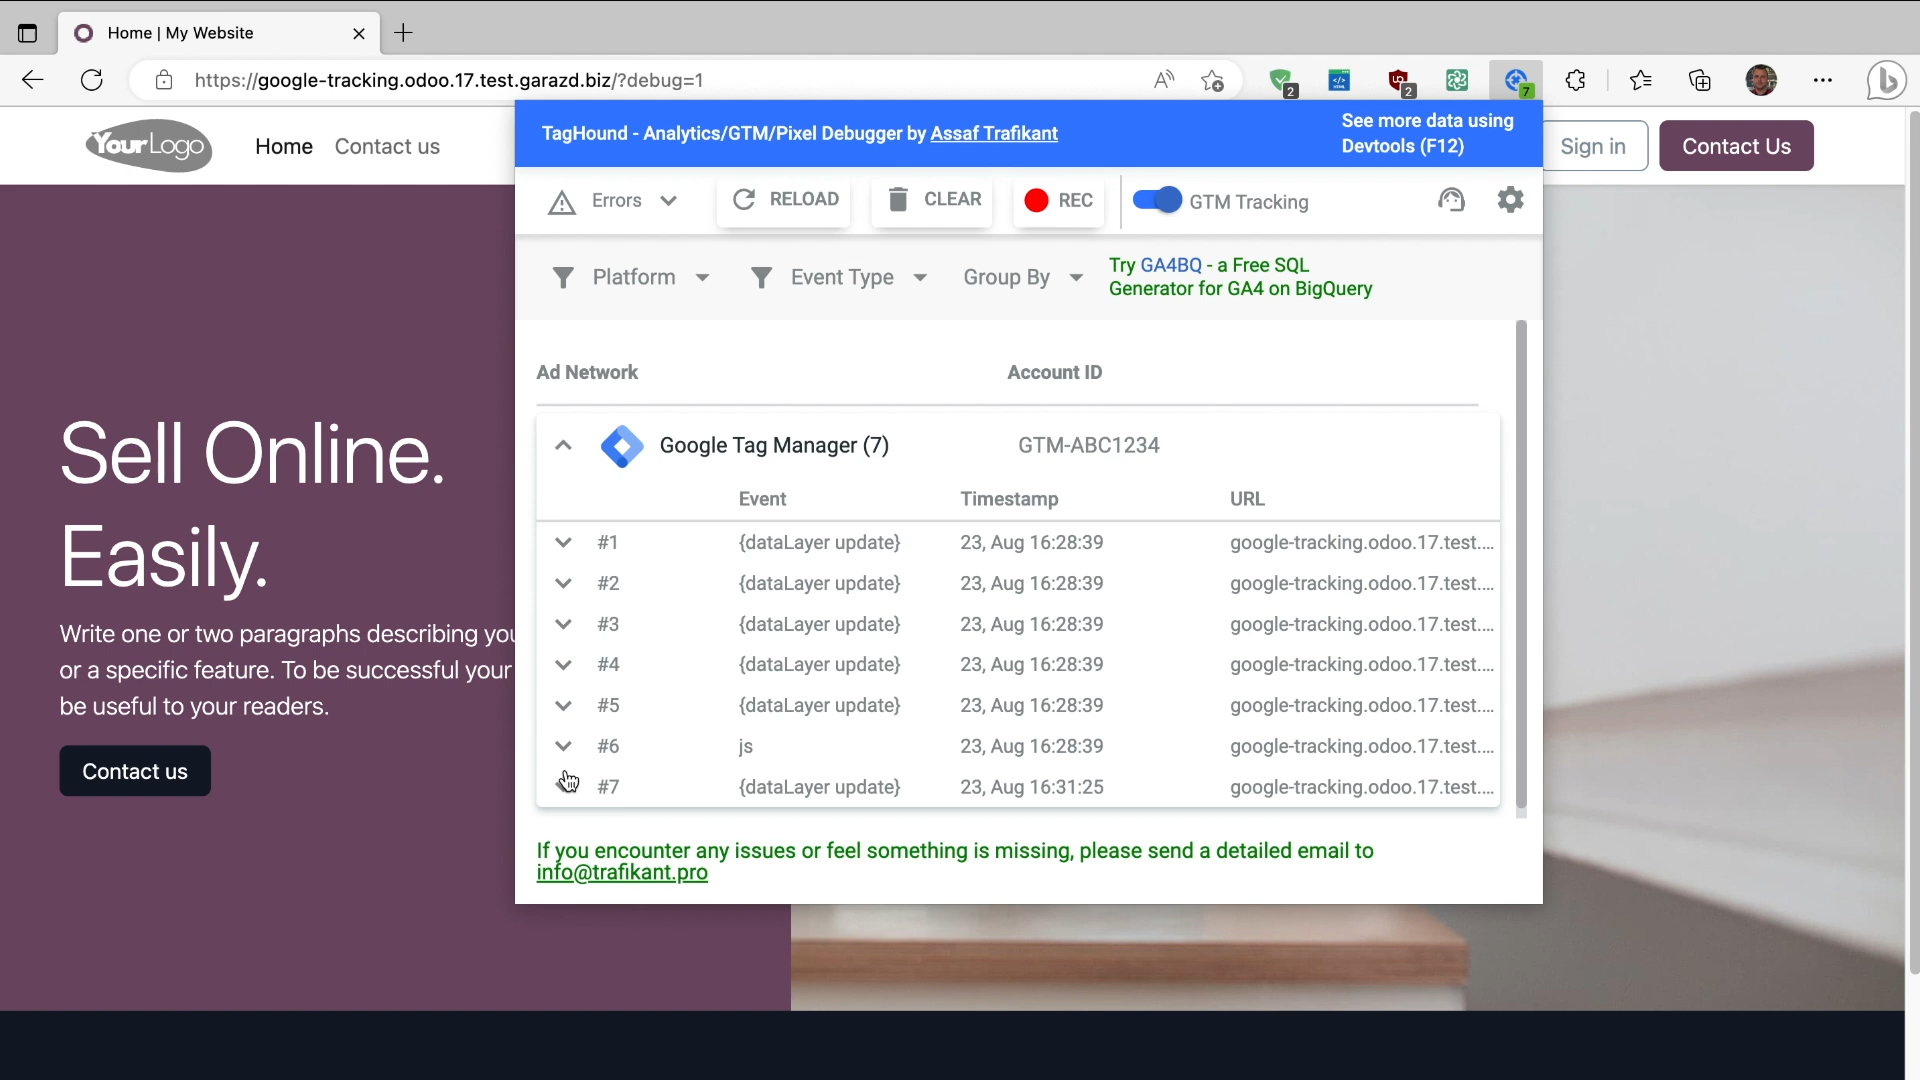 Home | My Website
https://google-tracking.odoo.17.test.garazd.biz/?debug=1
2
2
7
YourLogo
Home
Contact us
Sign in
Contact Us
TagHound - Analytics/GTM/Pixel Debugger by Assaf Trafikant
See more data using
Devtools (F12)
Errors
RELOAD
CLEAR
REC
GTM Tracking
Platform
Event Type
Group By
Try GA4BQ - a Free SQL
Generator for GA4 on BigQuery
Ad Network
Account ID
Google Tag Manager (7)
GTM-ABC1234
Event
Timestamp
URL
#1 {dataLayer update} 23, Aug 16:28:39 google-tracking.odoo.17.test....
#2 {dataLayer update} 23, Aug 16:28:39 google-tracking.odoo.17.test....
#3 {dataLayer update} 23, Aug 16:28:39 google-tracking.odoo.17.test....
#4 {dataLayer update} 23, Aug 16:28:39 google-tracking.odoo.17.test....
#5 {dataLayer update} 23, Aug 16:28:39 google-tracking.odoo.17.test....
#6 js 23, Aug 16:28:39 google-tracking.odoo.17.test....
#7 {dataLayer update} 23, Aug 16:31:25 google-tracking.odoo.17.test....
If you encounter any issues or feel something is missing, please send a detailed email to
info@trafikant.pro
Sell Online.
Easily.
Write one or two paragraphs describing you
or a specific feature. To be successful your
be useful to your readers.
Contact us